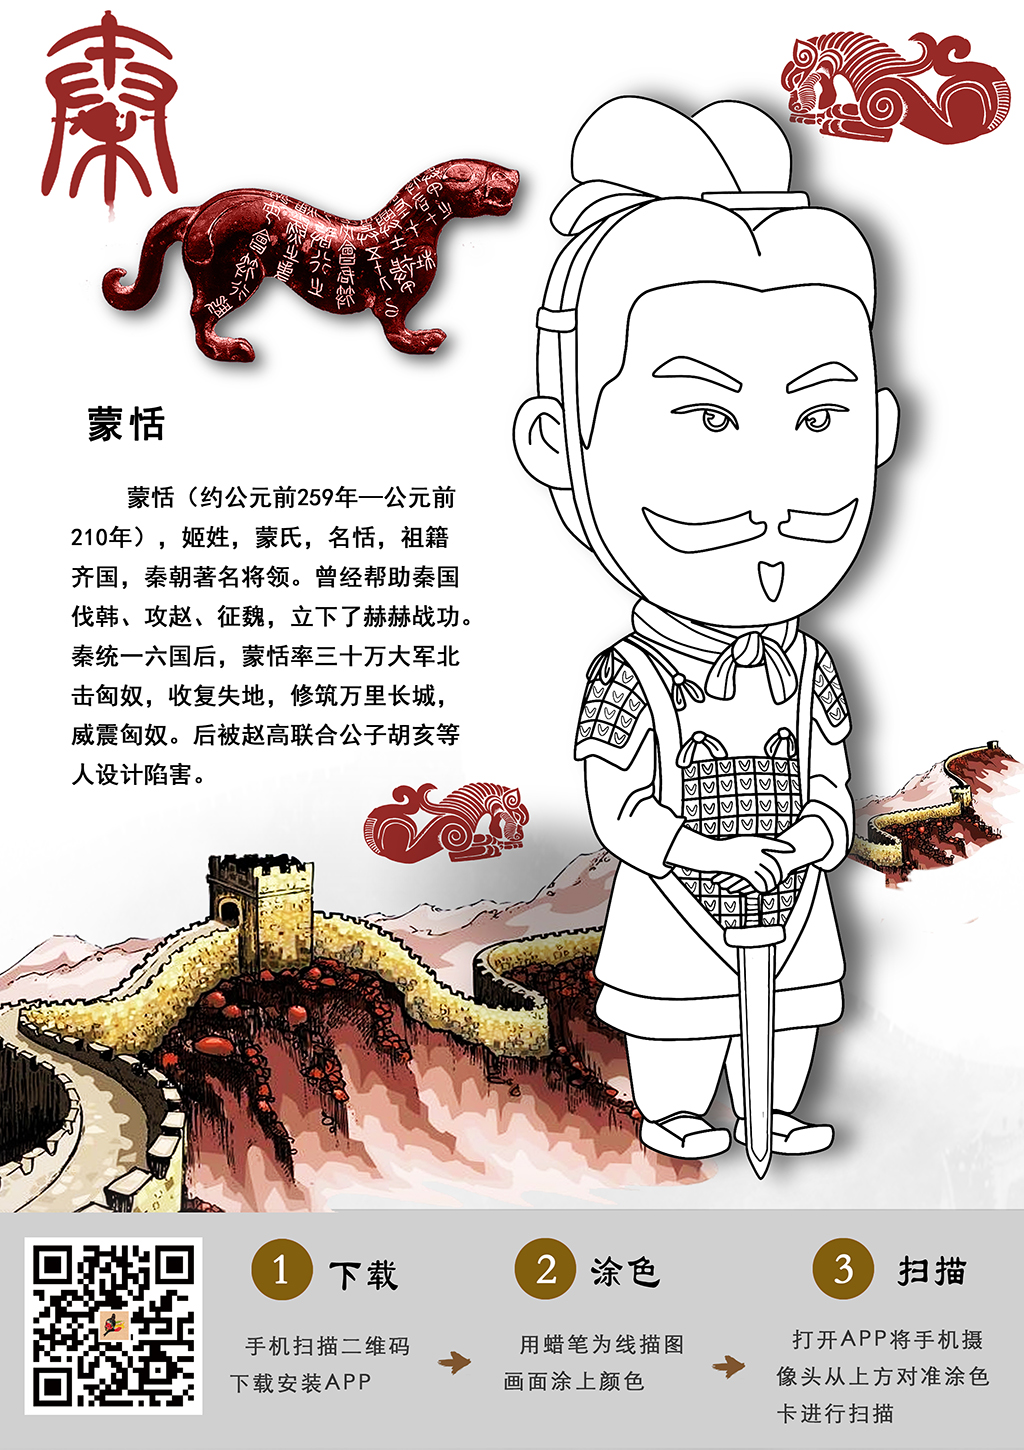 秦
蒙恬
蒙恬（约公元前259年—公元前
210年），姬姓，蒙氏，名恬，祖籍
齐国，秦朝著名将领。曾经帮助秦国
伐韩、攻赵、征魏，立下了赫赫战功。
秦统一六国后，蒙恬率三十万大军北
击匈奴，收复失地，修筑万里长城，
威震匈奴。后被赵高联合公子胡亥等
人设计陷害。
1 下载
手机扫描二维码
下载安装APP
2 涂色
用蜡笔为线描图
画面涂上颜色
3 扫描
打开APP将手机摄
像头从上方对准涂色
卡进行扫描